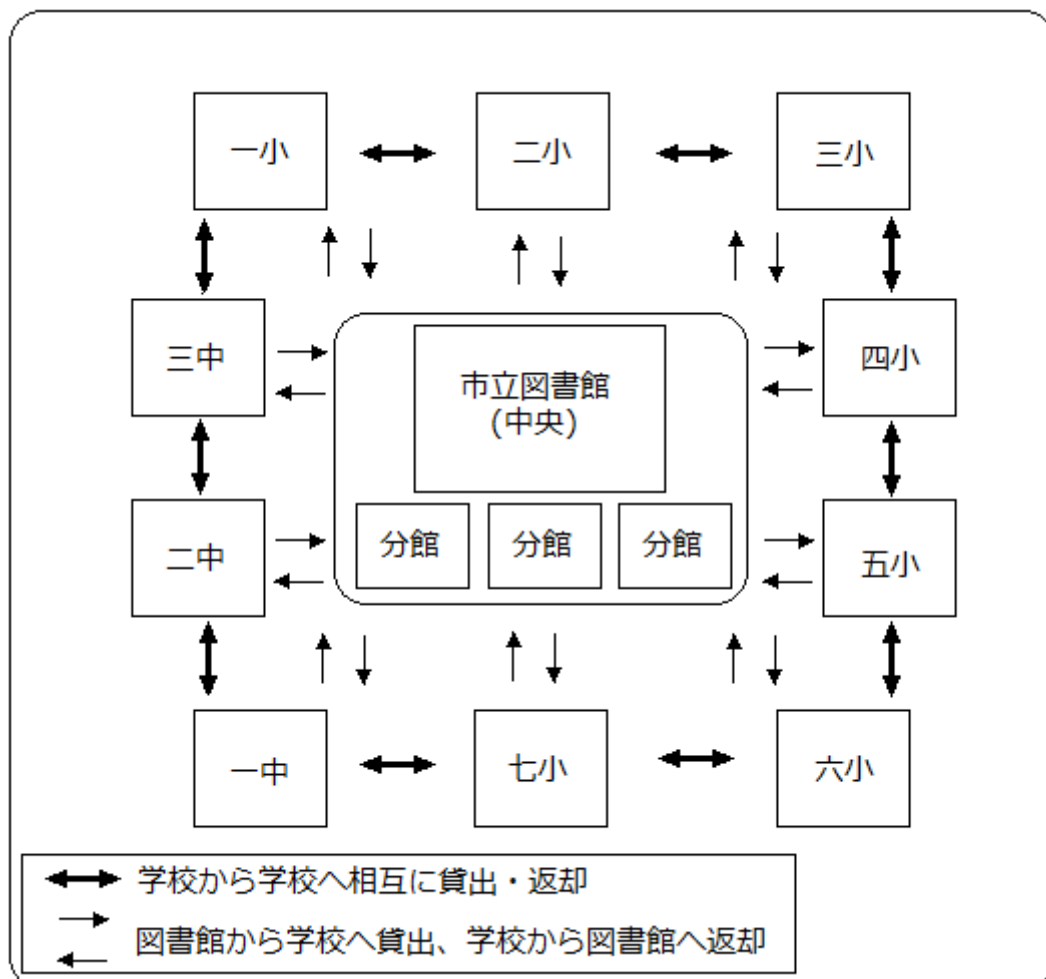 一小
二小
三小
三中
市立図書館
(中央)
四小
二中
分館
分館
分館
五小
一中
七小
六小
学校から学校へ相互に貸出・返却
図書館から学校へ貸出、学校から図書館へ返却